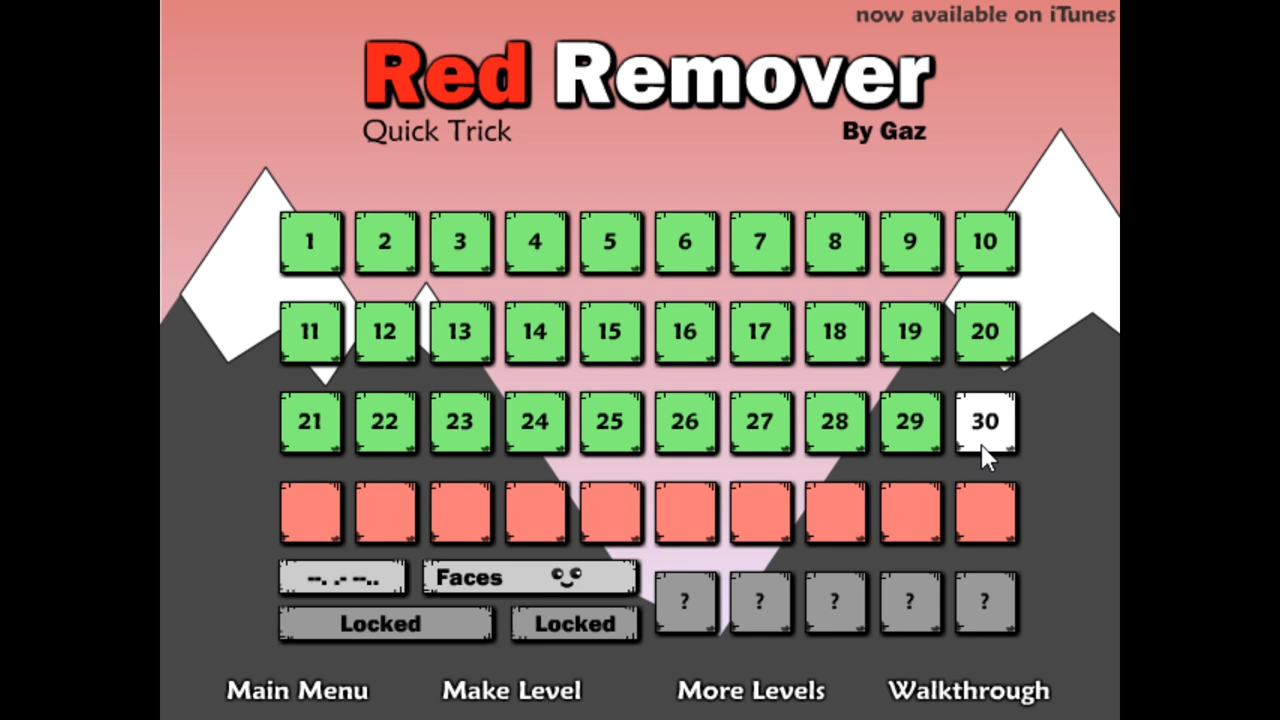 now available on iTunes
Red Remover
Quick Trick By Gaz
1 2 3 4 5 6 7 8 9 10
11 12 13 14 15 16 17 18 19 20
21 22 23 24 25 26 27 28 29 30
--. .- --.. Faces
? ? ? ? ?
Locked Locked
Main Menu Make Level More Levels Walkthrough